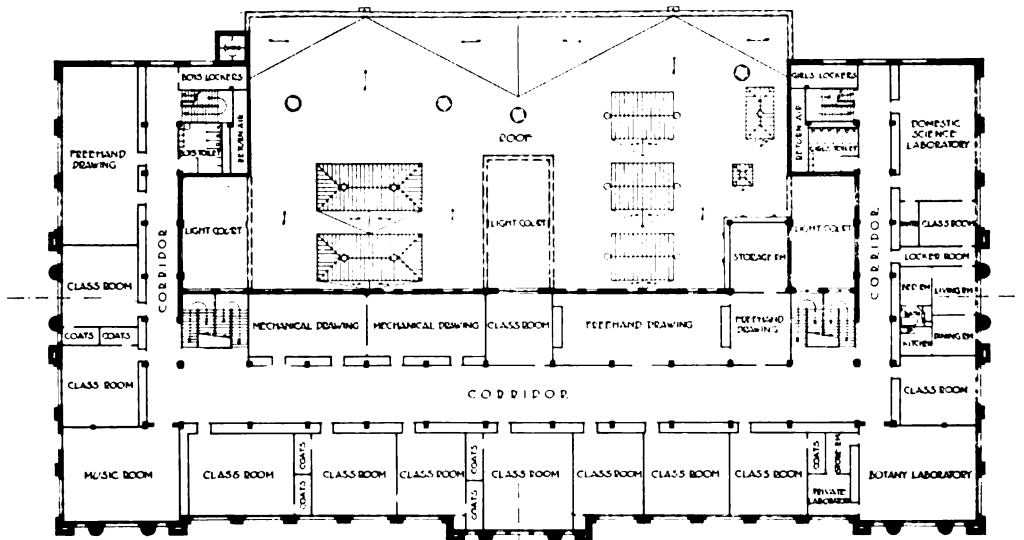 BOYS LOCKERS
GIRLS LOCKERS
RETURN AIR
RETURN AIR
BOYS TOILET
GIRLS TOILET
FREEHAND
DRAWING
DOMESTIC
SCIENCE
LABORATORY
ROOF
LIGHT COURT
LIGHT COURT
LIGHT COURT
CLASS ROOM
CORRIDOR
CORRIDOR
STORAGE RM
LOCKER ROOM
CLASS ROOM
BED RM
LIVING RM
BATH
KITCHEN
DINING RM
COATS
COATS
MECHANICAL DRAWING
MECHANICAL DRAWING
CLASS ROOM
FREEHAND DRAWING
FREEHAND
DRAWING
CLASS ROOM
CLASS ROOM
CORRIDOR
MUSIC ROOM
CLASS ROOM
COATS
COATS
CLASS ROOM
CLASS ROOM
COATS
COATS
CLASS ROOM
CLASS ROOM
CLASS ROOM
CLASS ROOM
COATS
STORE RM
PRIVATE
LABORATORY
BOTANY LABORATORY